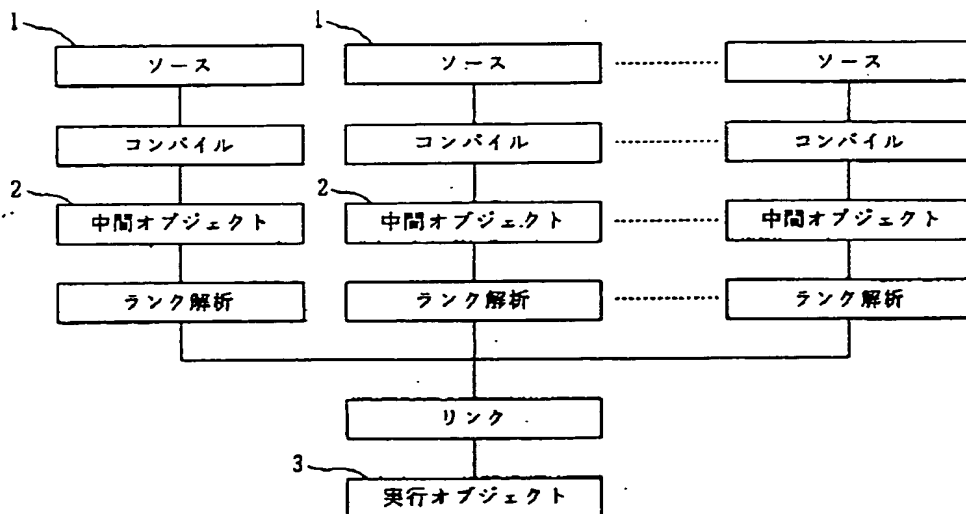 1 1
ソース ソース ソース
コンパイル コンパイル コンパイル
2 2
中間オブジェクト 中間オブジェクト 中間オブジェクト
ランク解析 ランク解析 ランク解析
リンク
3
実行オブジェクト